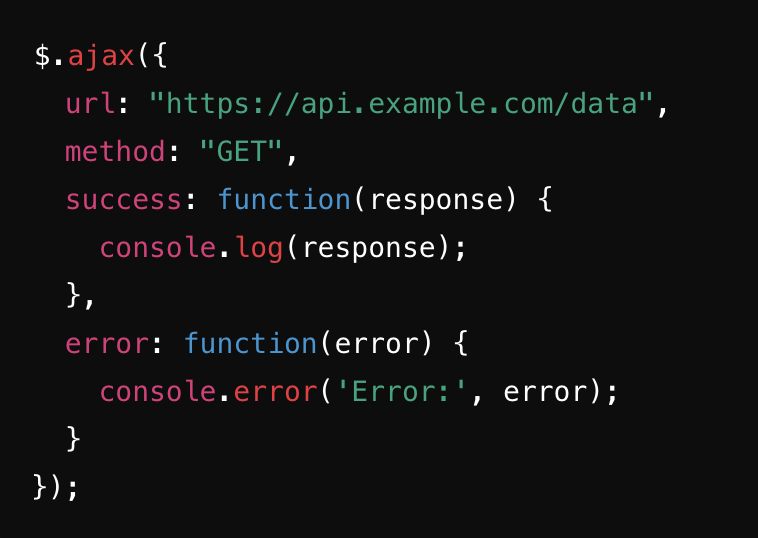 $.ajax({
  url: "https://api.example.com/data",
  method: "GET",
  success: function(response) {
    console.log(response);
  },
  error: function(error) {
    console.error('Error:', error);
  }
});